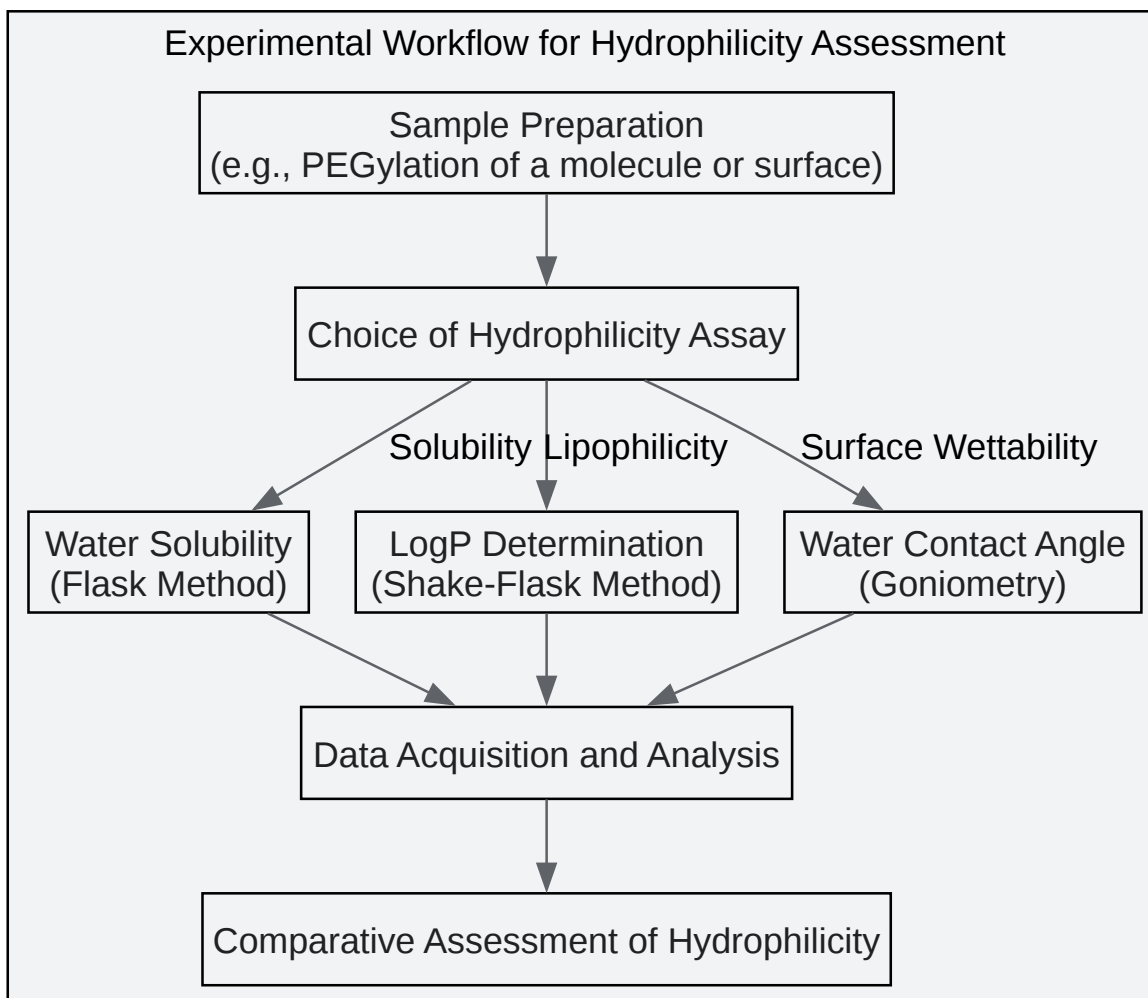 Experimental Workflow for Hydrophilicity Assessment
Sample Preparation
(e.g., PEGylation of a molecule or surface)
Choice of Hydrophilicity Assay
Solubility
Lipophilicity
Surface Wettability
Water Solubility
(Flask Method)
LogP Determination
(Shake-Flask Method)
Water Contact Angle
(Goniometry)
Data Acquisition and Analysis
Comparative Assessment of Hydrophilicity